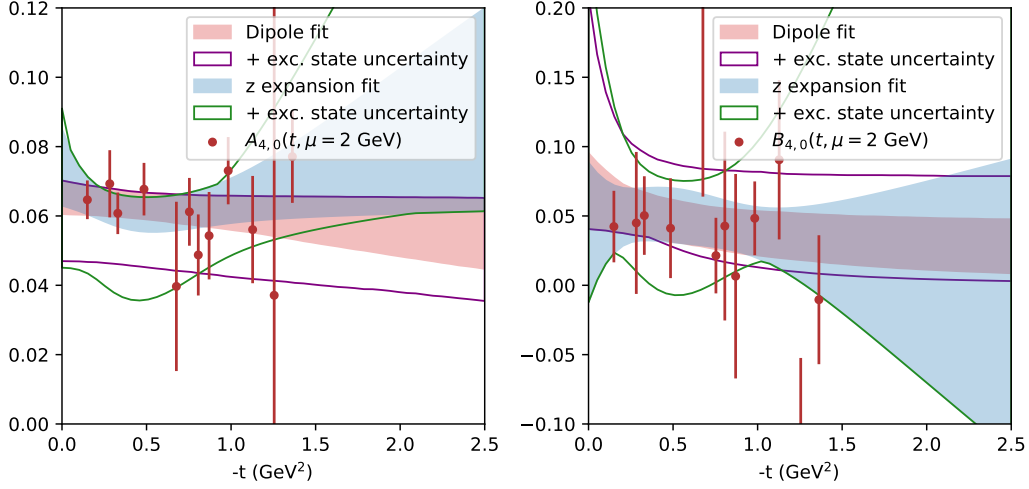 0.12
0.10
0.08
0.06
0.04
0.02
0.00
0.0
0.5
1.0
1.5
2.0
2.5
-t (GeV²)
Dipole fit
+ exc. state uncertainty
z expansion fit
+ exc. state uncertainty
A₄,₀(t, μ = 2 GeV)
0.20
0.15
0.10
0.05
0.00
−0.05
−0.10
0.0
0.5
1.0
1.5
2.0
2.5
-t (GeV²)
Dipole fit
+ exc. state uncertainty
z expansion fit
+ exc. state uncertainty
B₄,₀(t, μ = 2 GeV)